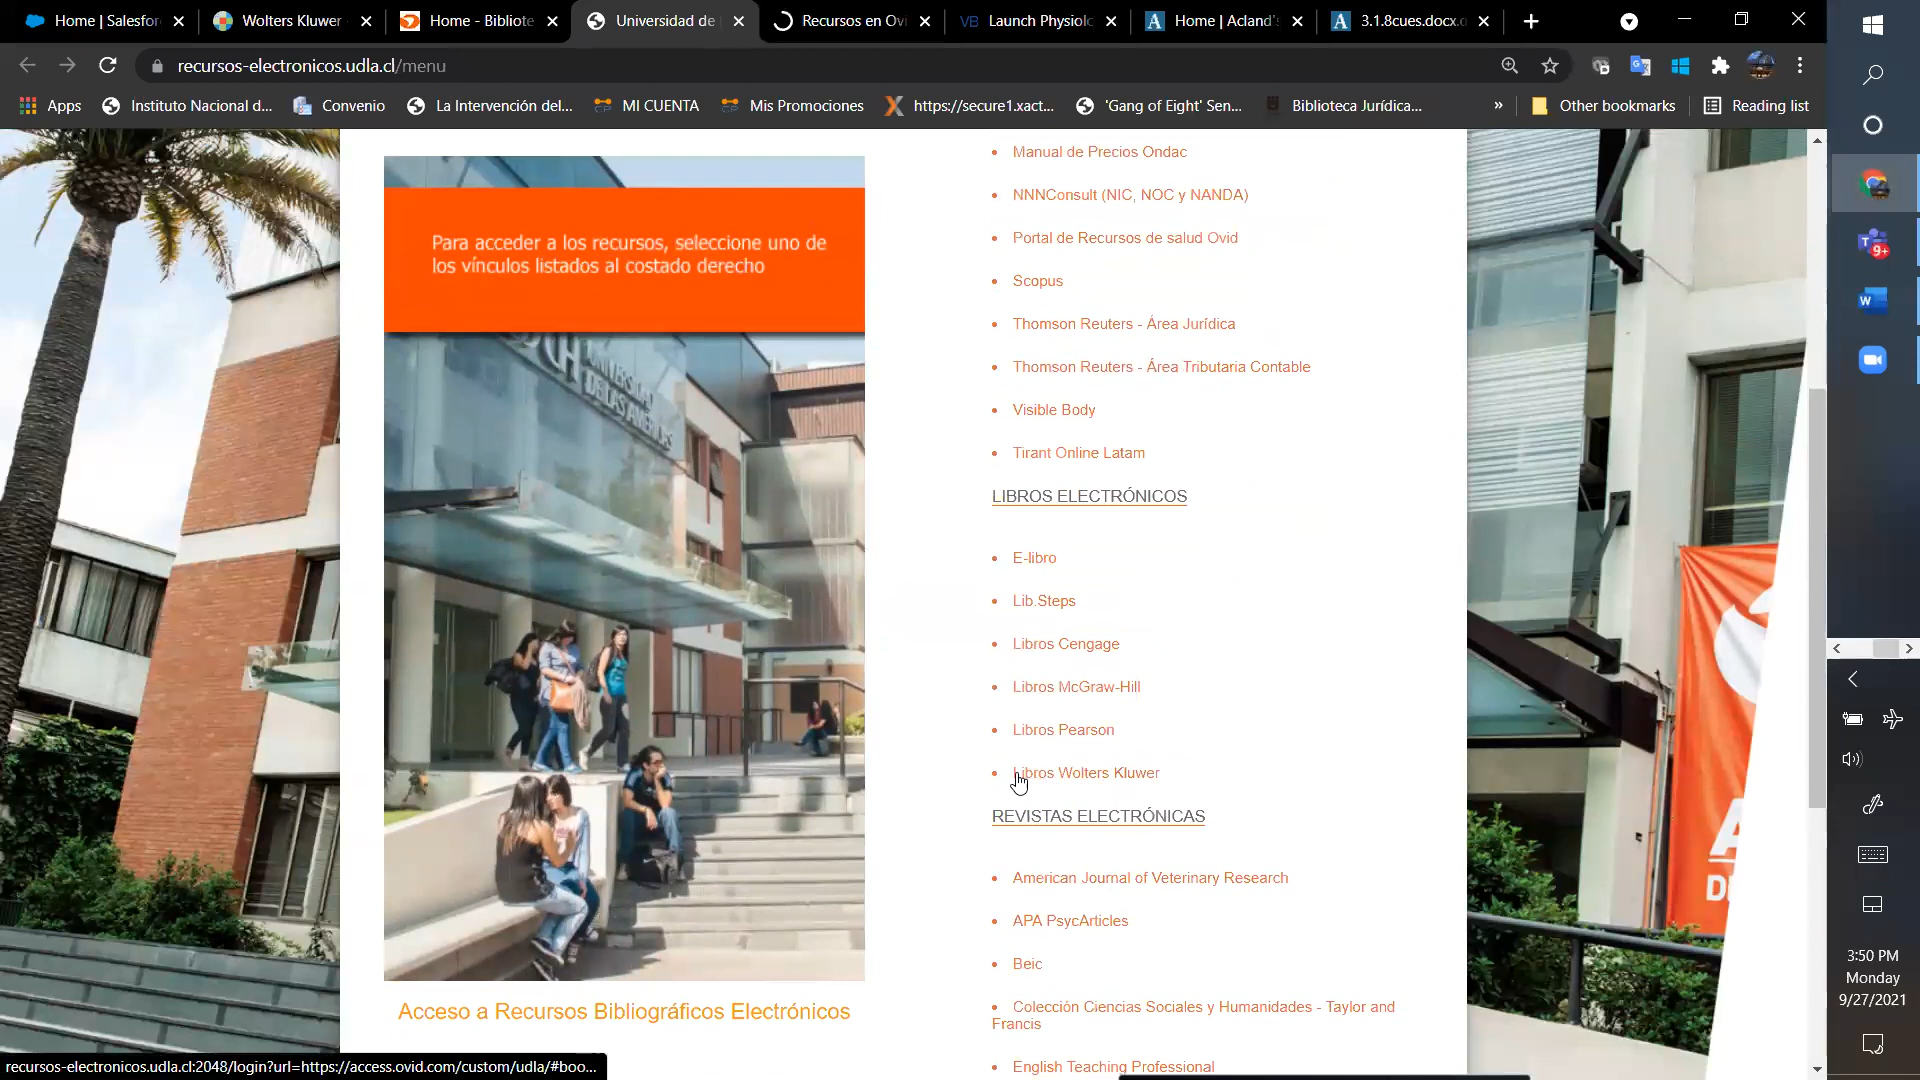 Home | Salesfor
Wolters Kluwer
Home - Bibliote
Universidad de
Recursos en Ovi
VB Launch Physiolo
Home | Acland's
3.1.8cues.docx.
recursos-electronicos.udla.cl/menu
Apps
Instituto Nacional d...
Convenio
La Intervención del...
MI CUENTA
Mis Promociones
https://secure1.xact...
'Gang of Eight' Sen...
Biblioteca Jurídica...
»
Other bookmarks
Reading list
Para acceder a los recursos, seleccione uno de
los vínculos listados al costado derecho
UNIVERSIDAD
DE LAS AMÉRICAS
Acceso a Recursos Bibliográficos Electrónicos
Manual de Precios Ondac
NNNConsult (NIC, NOC y NANDA)
Portal de Recursos de salud Ovid
Scopus
Thomson Reuters - Área Jurídica
Thomson Reuters - Área Tributaria Contable
Visible Body
Tirant Online Latam
LIBROS ELECTRÓNICOS
E-libro
Lib.Steps
Libros Cengage
Libros McGraw-Hill
Libros Pearson
Libros Wolters Kluwer
REVISTAS ELECTRÓNICAS
American Journal of Veterinary Research
APA PsycArticles
Beic
Colección Ciencias Sociales y Humanidades - Taylor and
Francis
English Teaching Professional
recursos-electronicos.udla.cl:2048/login?url=https://access.ovid.com/custom/udla/#boo...
9+
3:50 PM
Monday
9/27/2021